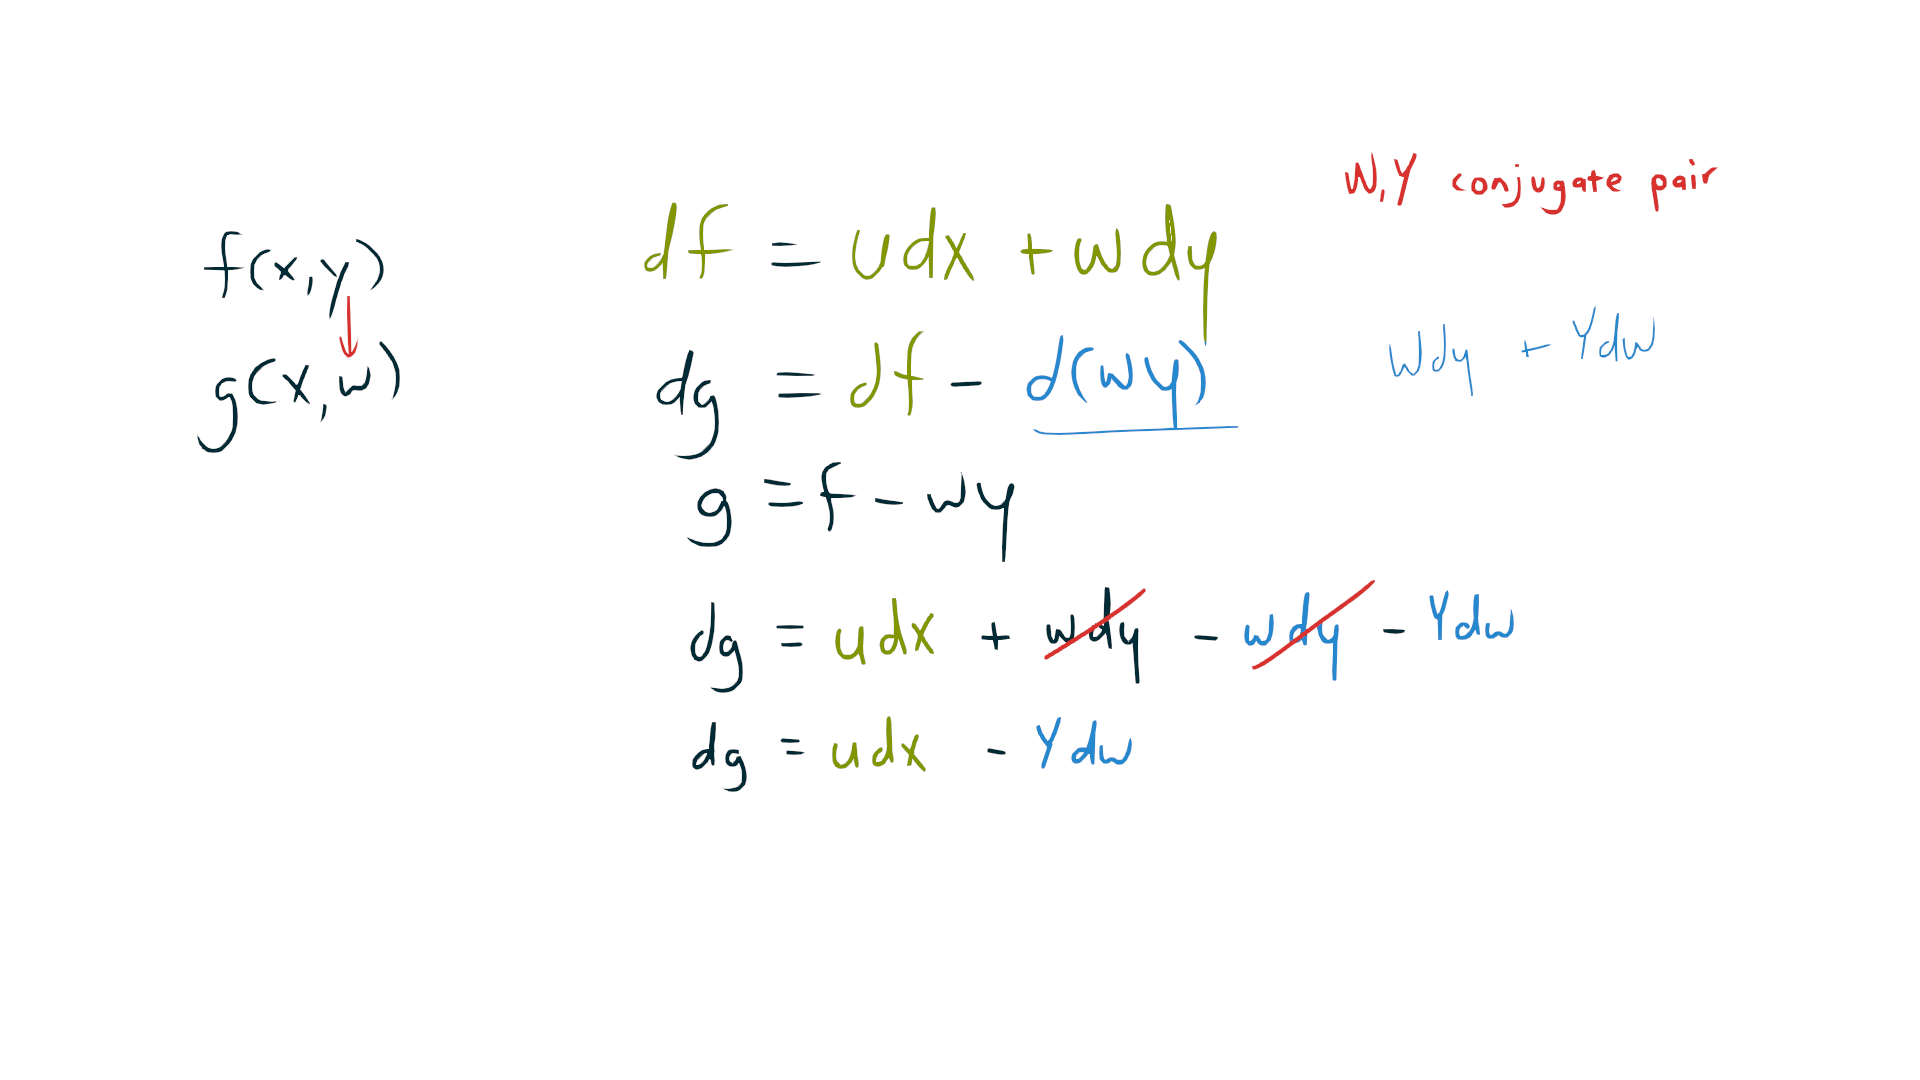 W,Y conjugate pair
df = udx + wdy
f(x,y)
↓
g(x,w)
dg = df - d(wy)
Wdy + Ydw
g = f - wy
dg = udx + wdy - wdy - Ydw
dg = udx - Ydw